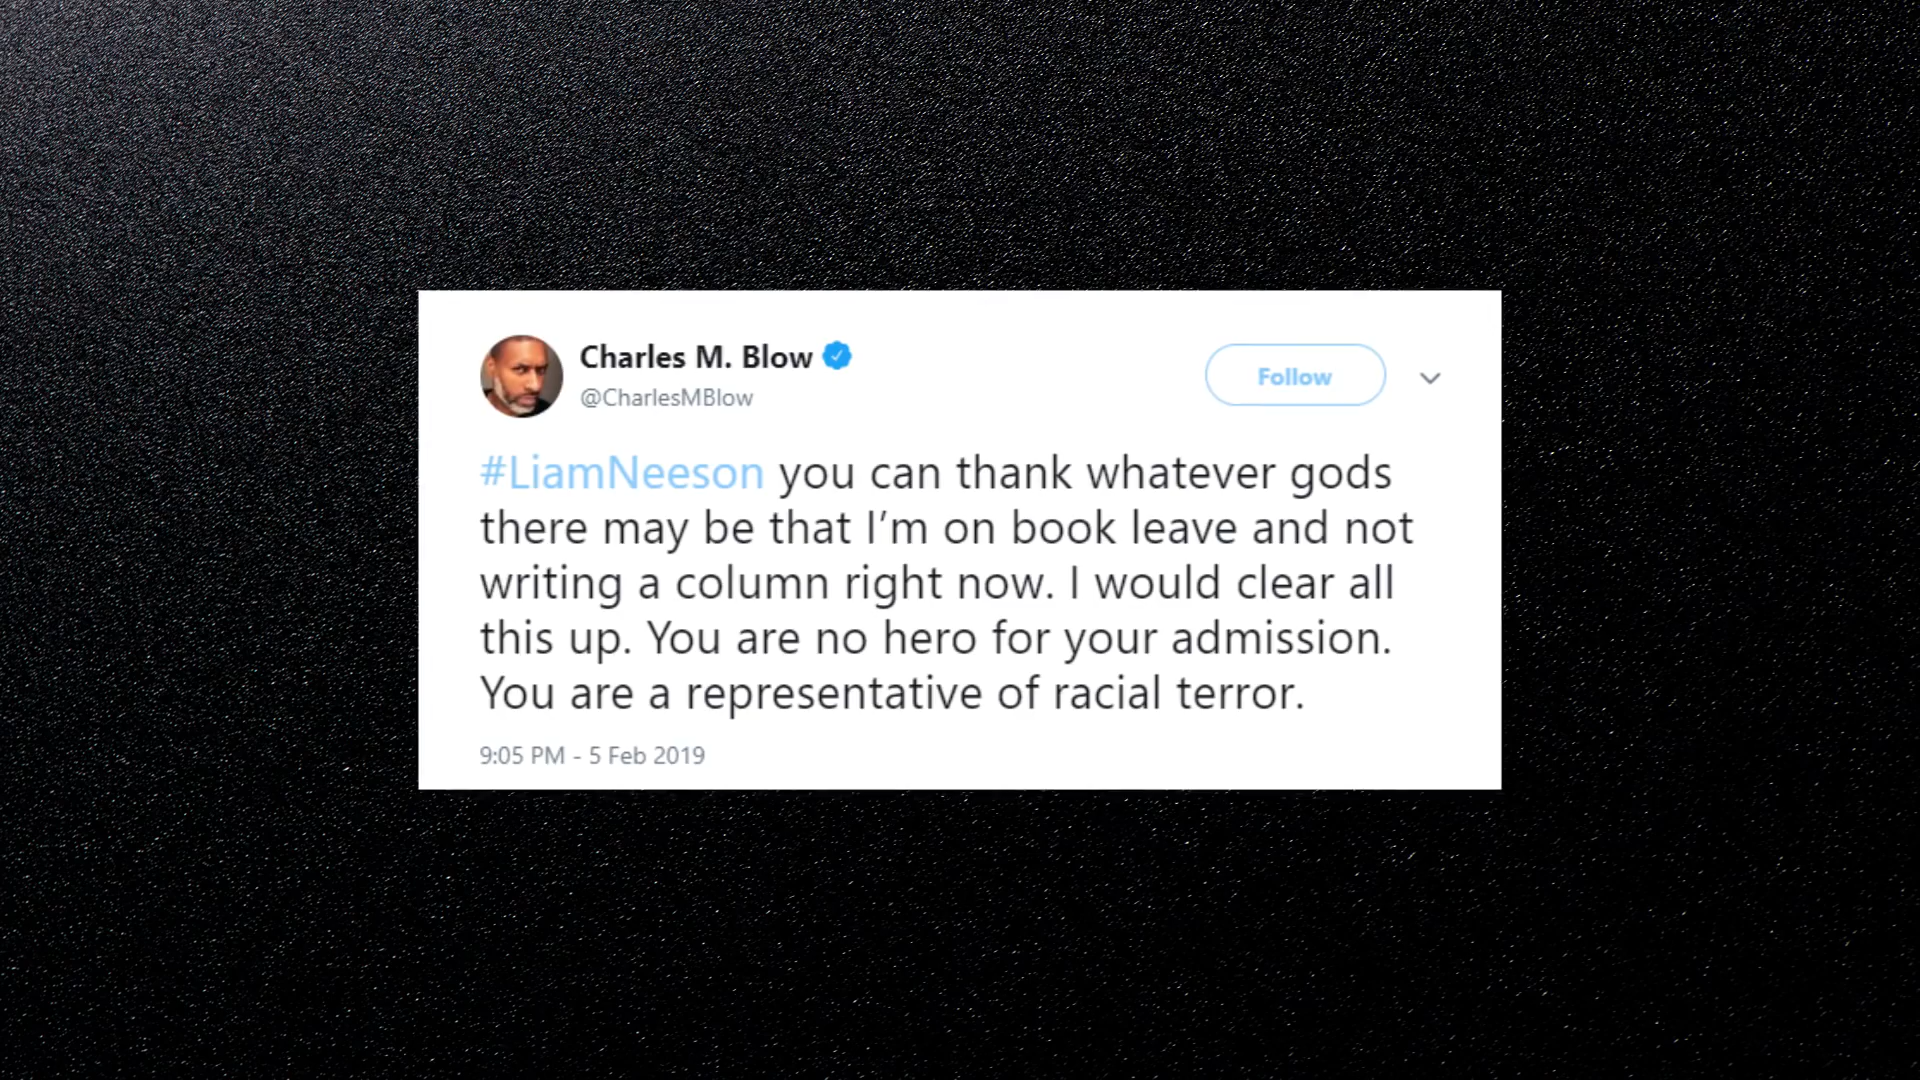 Charles M. Blow
@CharlesMBlow
Follow
#LiamNeeson you can thank whatever gods
there may be that I’m on book leave and not
writing a column right now. I would clear all
this up. You are no hero for your admission.
You are a representative of racial terror.
9:05 PM - 5 Feb 2019